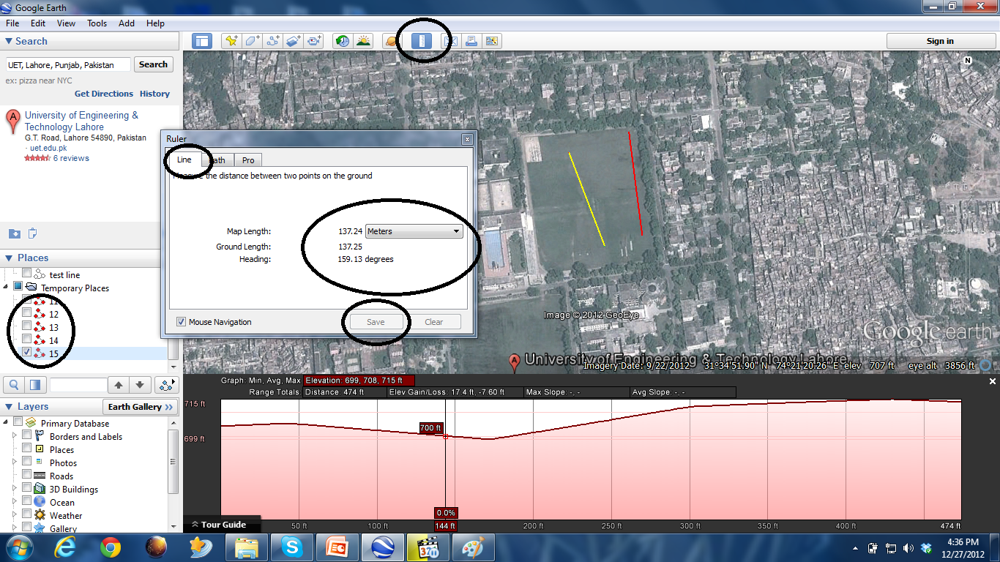 Google Earth
File Edit View Tools Add Help
Search
Sign in
UET, Lahore, Punjab, Pakistan Search
ex: pizza near NYC
Get Directions History
A
University of Engineering &
Technology Lahore
G.T. Road, Lahore 54890, Pakistan
· uet.edu.pk
6 reviews
Places
test line
Temporary Places
11
12
13
14
15
Layers
Earth Gallery »
Primary Database
Borders and Labels
Places
Photos
Roads
3D Buildings
Ocean
Weather
Gallery
Ruler
Line Path Pro
Measure the distance between two points on the ground
Map Length: 137.24 Meters
Ground Length: 137.25
Heading: 159.13 degrees
Mouse Navigation Save Clear
N
Image © 2012 GeoEye
Google earth
A University of Engineering & Technology Lahore
Imagery Date: 9/22/2012 31°34'51.90" N 74°21'20.26" E elev 707 ft eye alt 3856 ft
Graph: Min, Avg, Max Elevation: 699, 708, 715 ft
Range Totals Distance: 474 ft Elev Gain/Loss: 17.4 ft, -7.60 ft Max Slope: -, - Avg Slope: -, -
715 ft
700 ft
699 ft
0.0%
Tour Guide
50 ft 100 ft 144 ft 200 ft 250 ft 300 ft 350 ft 400 ft 474 ft
4:36 PM
12/27/2012